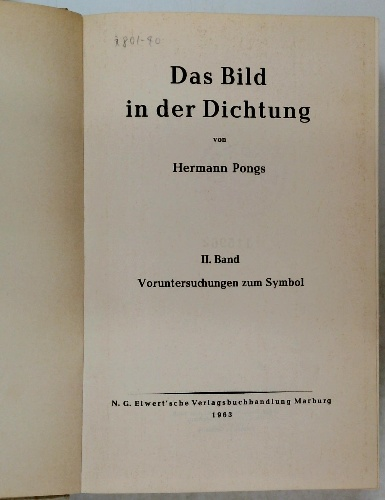 Das Bild
in der Dichtung
von
Hermann Pongs
II. Band
Voruntersuchungen zum Symbol
N. G. Elwert'sche Verlagsbuchhandlung Marburg
1963